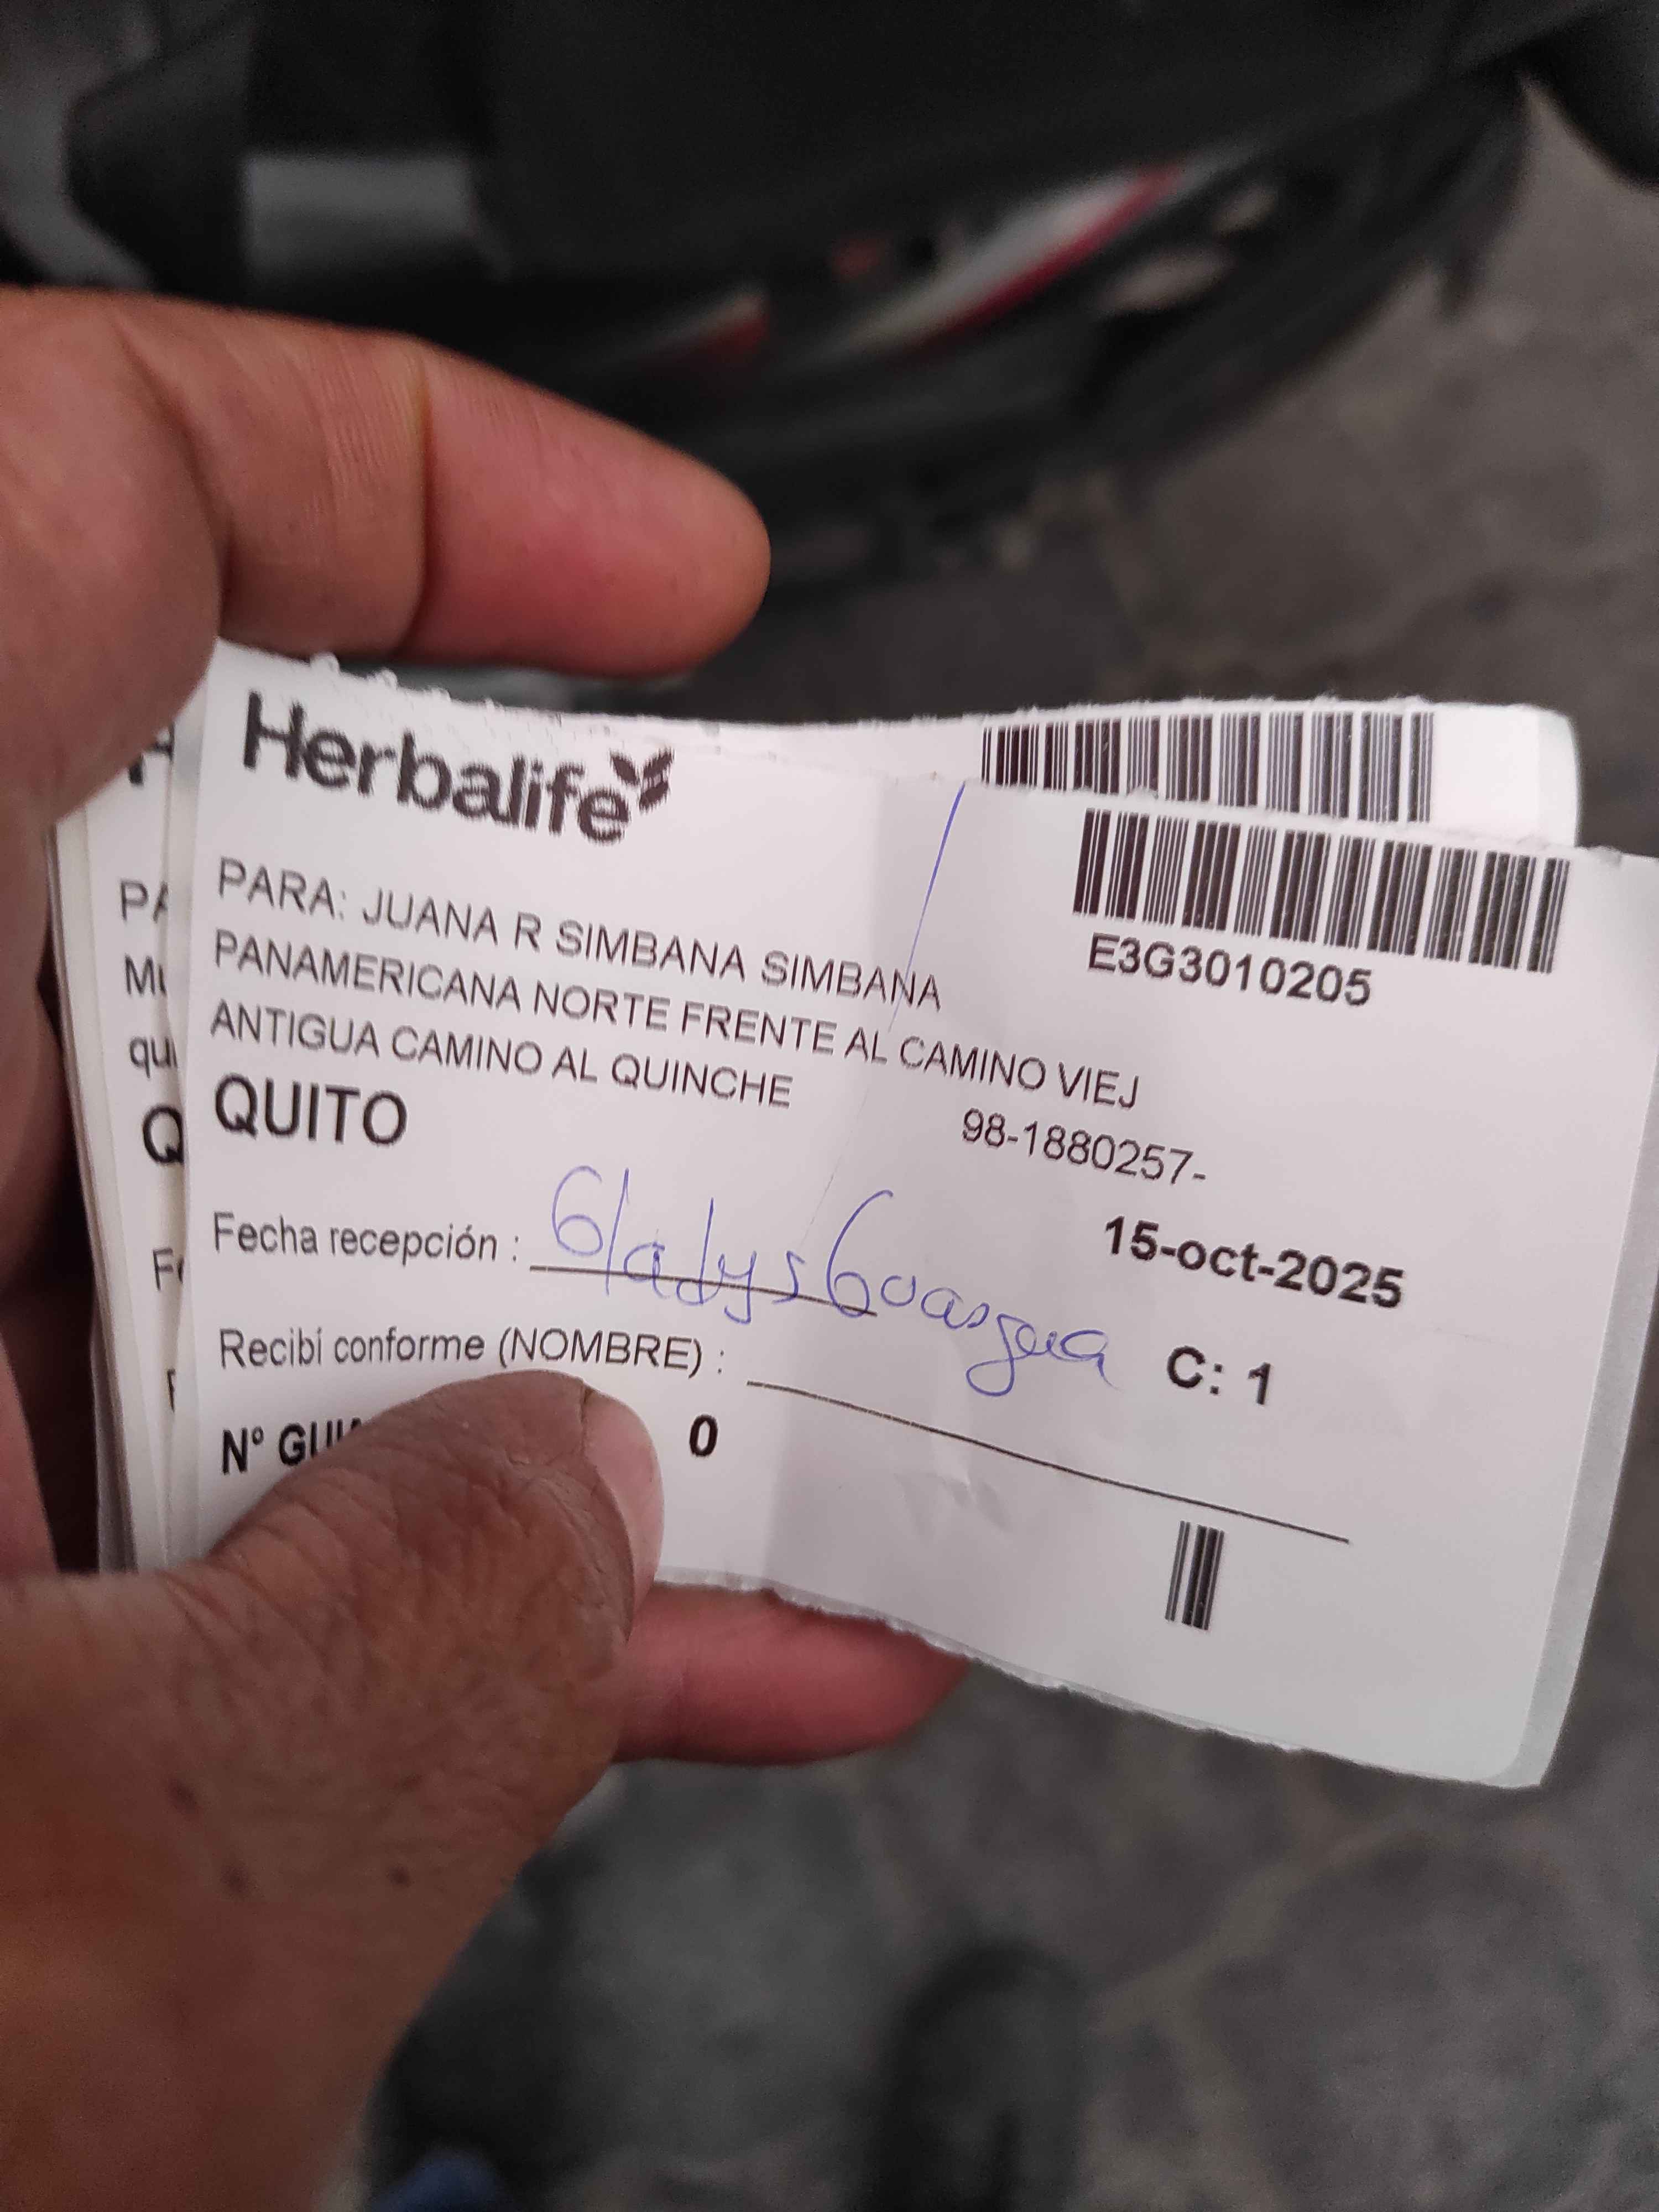 Herbalife
E3G3010205
PARA: JUANA R SIMBANA SIMBANA
PANAMERICANA NORTE FRENTE AL CAMINO VIEJ
ANTIGUA CAMINO AL QUINCHE
98-1880257-
QUITO
15-oct-2025
Fecha recepción : Gladys Guasgua
Recibí conforme (NOMBRE) :
C: 1
N° GUI
0